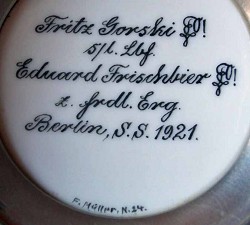 Fritz Gorski !
s/l. Lbf
Eduard Frischbier !
z. frdl. Erg.
Berlin, S.S. 1921.
F. Müller, N. 24.